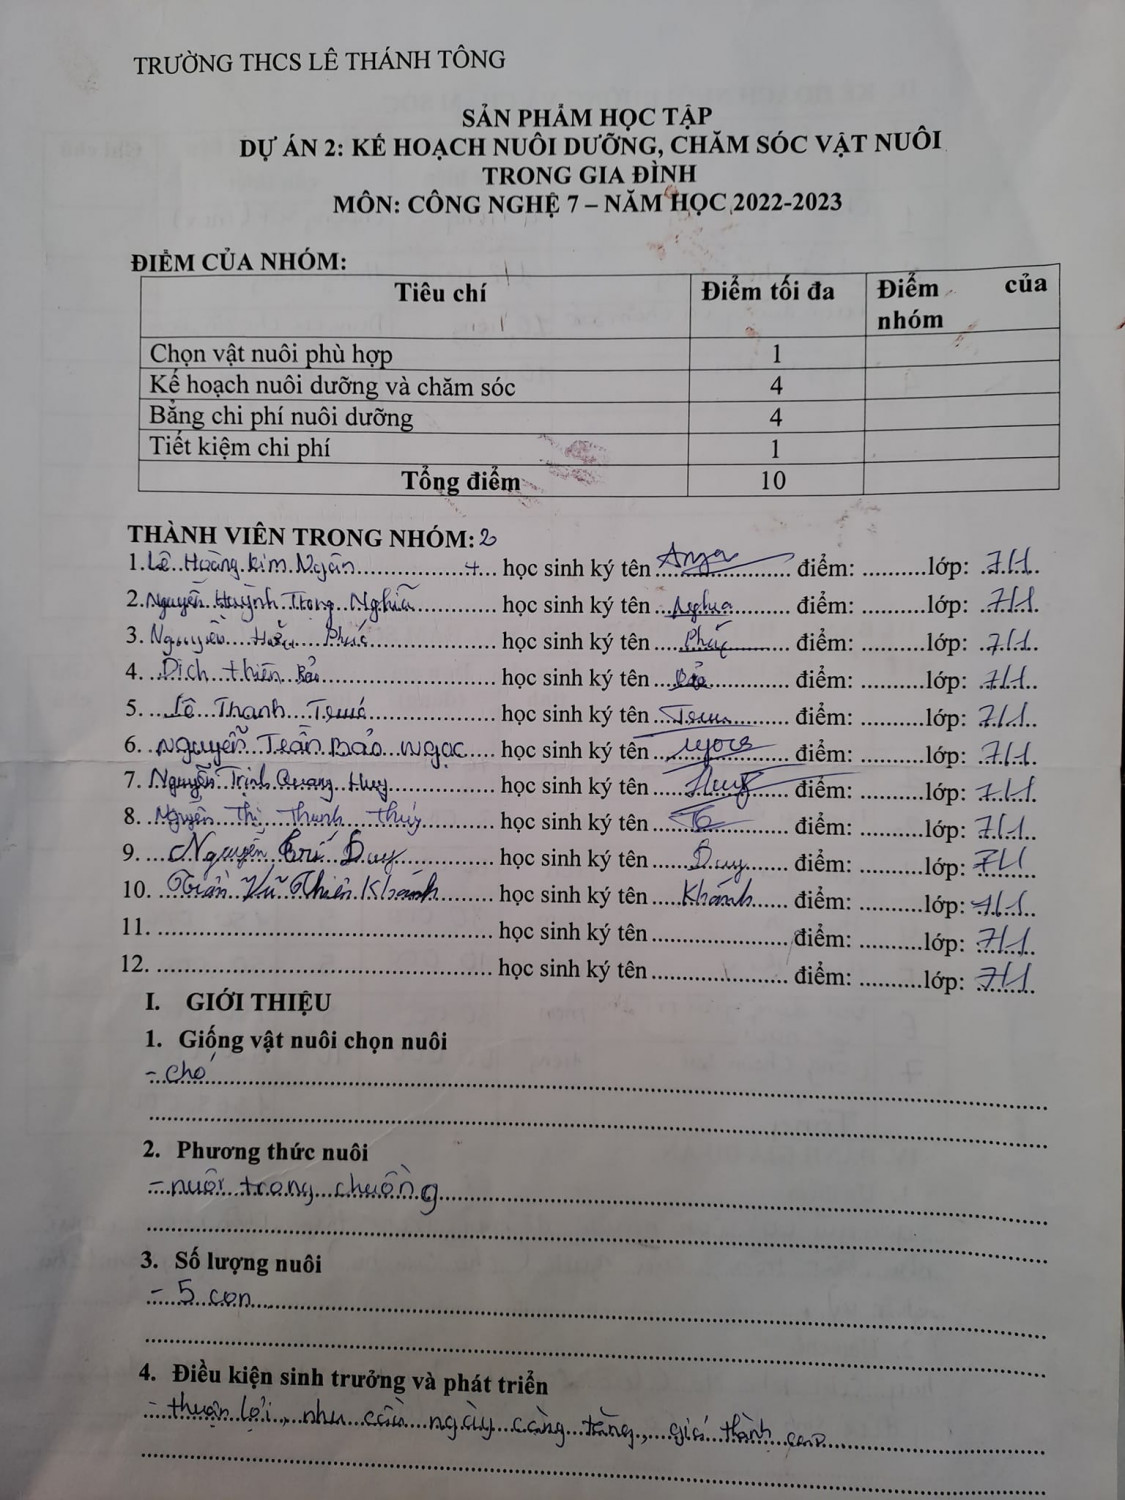 TRƯỜNG THCS LÊ THÁNH TÔNG
SẢN PHẨM HỌC TẬP
DỰ ÁN 2: KẾ HOẠCH NUÔI DƯỠNG, CHĂM SÓC VẬT NUÔI
TRONG GIA ĐÌNH
MÔN: CÔNG NGHỆ 7 – NĂM HỌC 2022-2023
ĐIỂM CỦA NHÓM:
Tiêu chí Điểm tối đa Điểm của nhóm
Chọn vật nuôi phù hợp 1
Kế hoạch nuôi dưỡng và chăm sóc 4
Bảng chi phí nuôi dưỡng 4
Tiết kiệm chi phí 1
Tổng điểm 10
THÀNH VIÊN TRONG NHÓM: 2
1. Lê Hoàng Kim Ngân học sinh ký tên điểm: lớp: 7/1
2. Nguyễn Huỳnh Trọng Nghĩa học sinh ký tên Nghĩa điểm: lớp: 7/1
3. Nguyễn Hữu Phúc học sinh ký tên Phúc điểm: lớp: 7/1
4. Dịch Thiên Bảo học sinh ký tên Bảo điểm: lớp: 7/1
5. Lê Thanh học sinh ký tên điểm: lớp: 7/1
6. Nguyễn Trần Bảo Ngọc học sinh ký tên điểm: lớp: 7/1
7. Nguyễn Trịnh Quang Huy học sinh ký tên Huy điểm: lớp: 7/1
8. Nguyễn Thị Thanh Thúy học sinh ký tên điểm: lớp: 7/1
9. Nguyễn Trí Duy học sinh ký tên Duy điểm: lớp: 7/1
10. Trần Vũ Thiên Khánh học sinh ký tên Khánh điểm: lớp: 7/1
11. học sinh ký tên điểm: lớp: 7/1
12. học sinh ký tên điểm: lớp: 7/1
I. GIỚI THIỆU
1. Giống vật nuôi chọn nuôi
- chó
2. Phương thức nuôi
- nuôi trong chuồng
3. Số lượng nuôi
- 5 con
4. Điều kiện sinh trưởng và phát triển
- thuận lợi, nhu cầu ngày càng tăng, giá thành cao